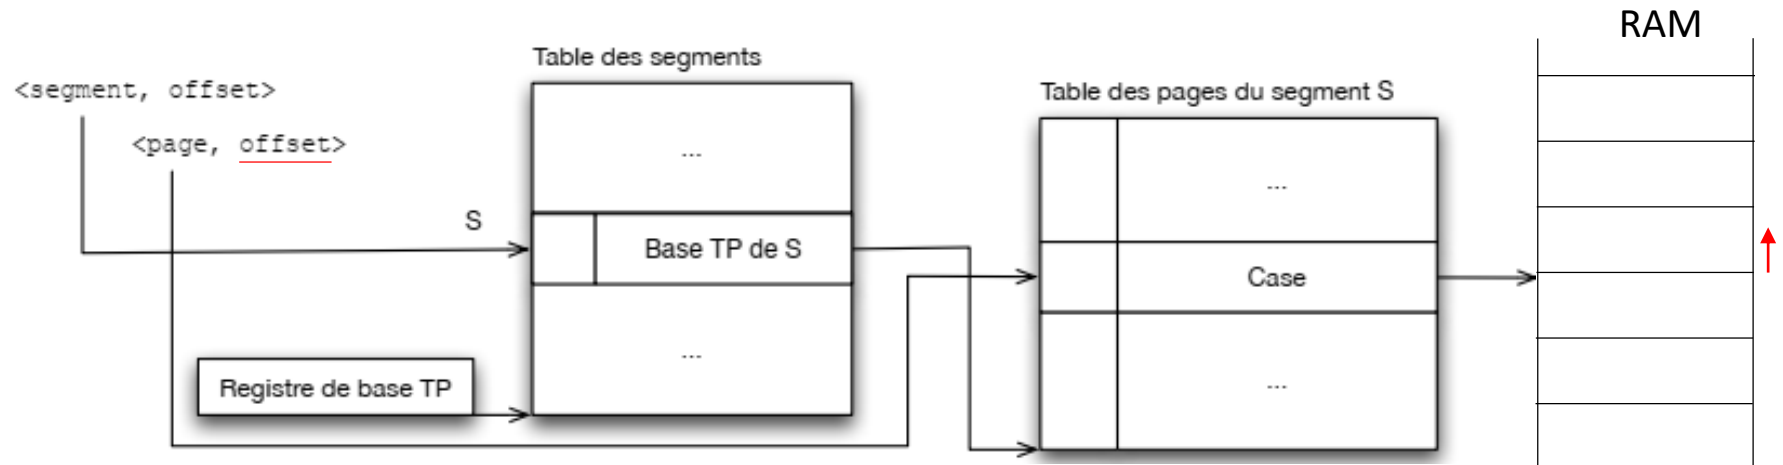 RAM
Table des segments
<segment, offset>
Table des pages du segment S
<page, offset>
...
...
S
Base TP de S
Case
...
Registre de base TP
...